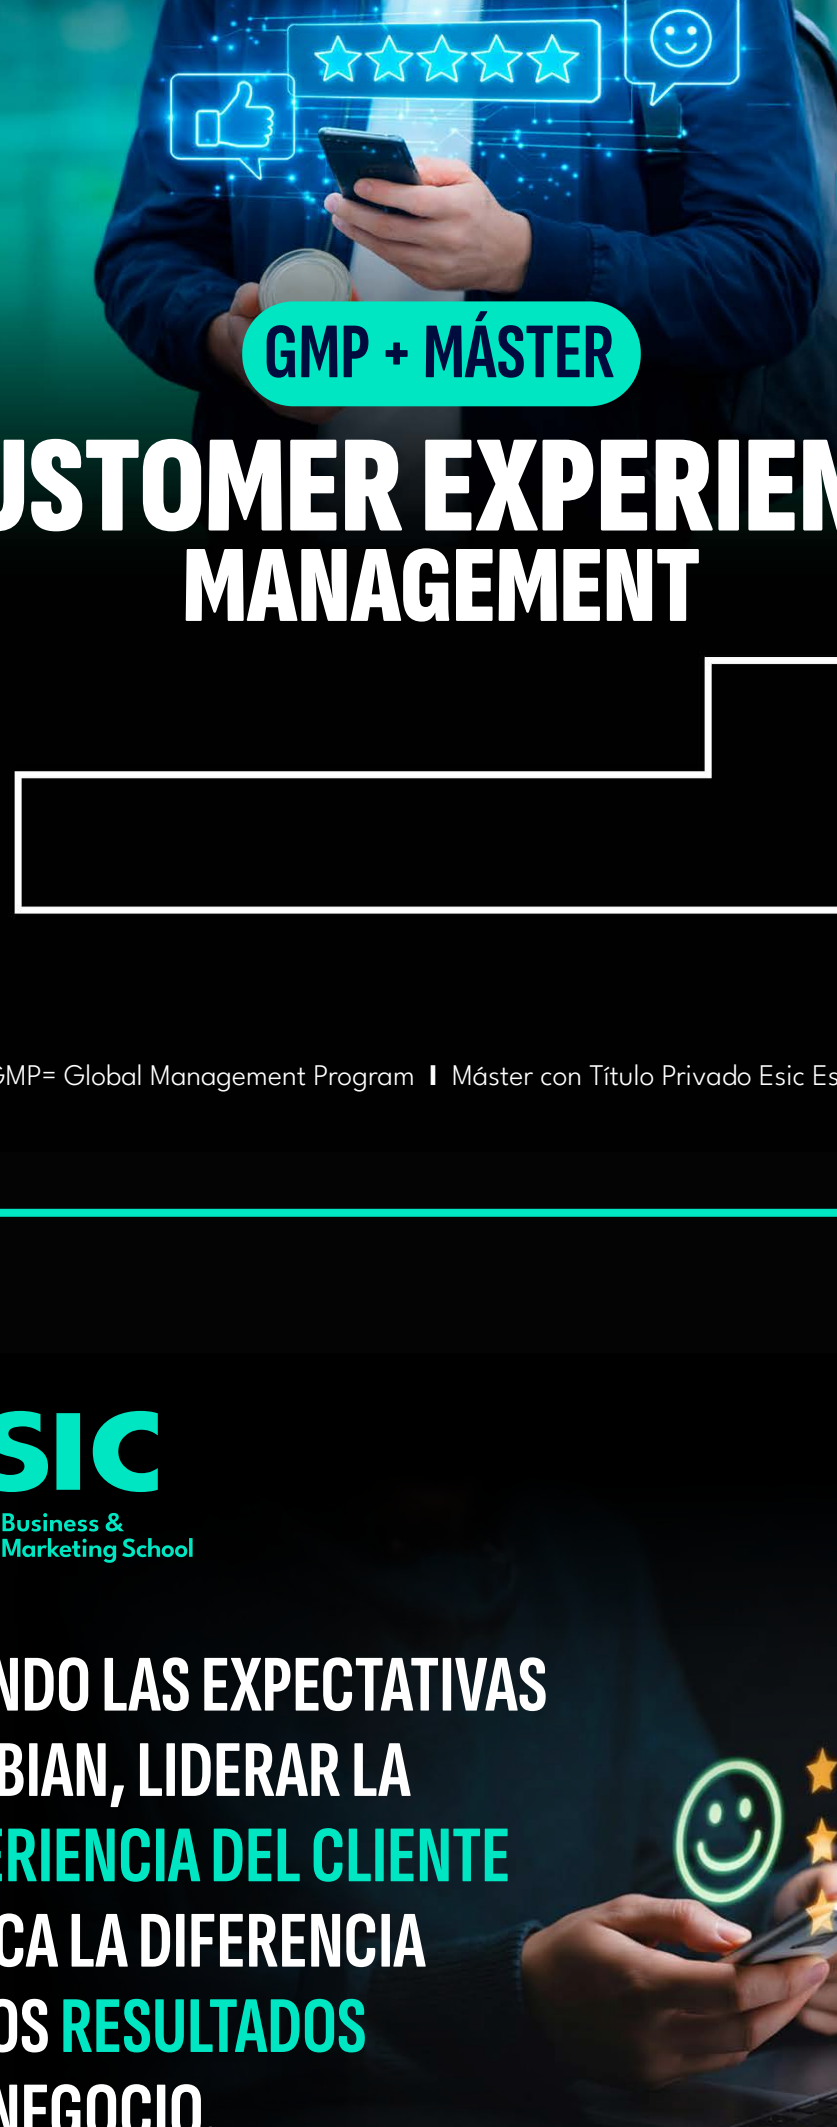 GMP + MÁSTER
USTOMER EXPERIEN
MANAGEMENT
GMP= Global Management Program I Máster con Título Privado Esic Es
SIC
Business &
Marketing School
NDO LAS EXPECTATIVAS
BIAN, LIDERAR LA
ERIENCIA DEL CLIENTE
CA LA DIFERENCIA
OS RESULTADOS
NEGOCIO.